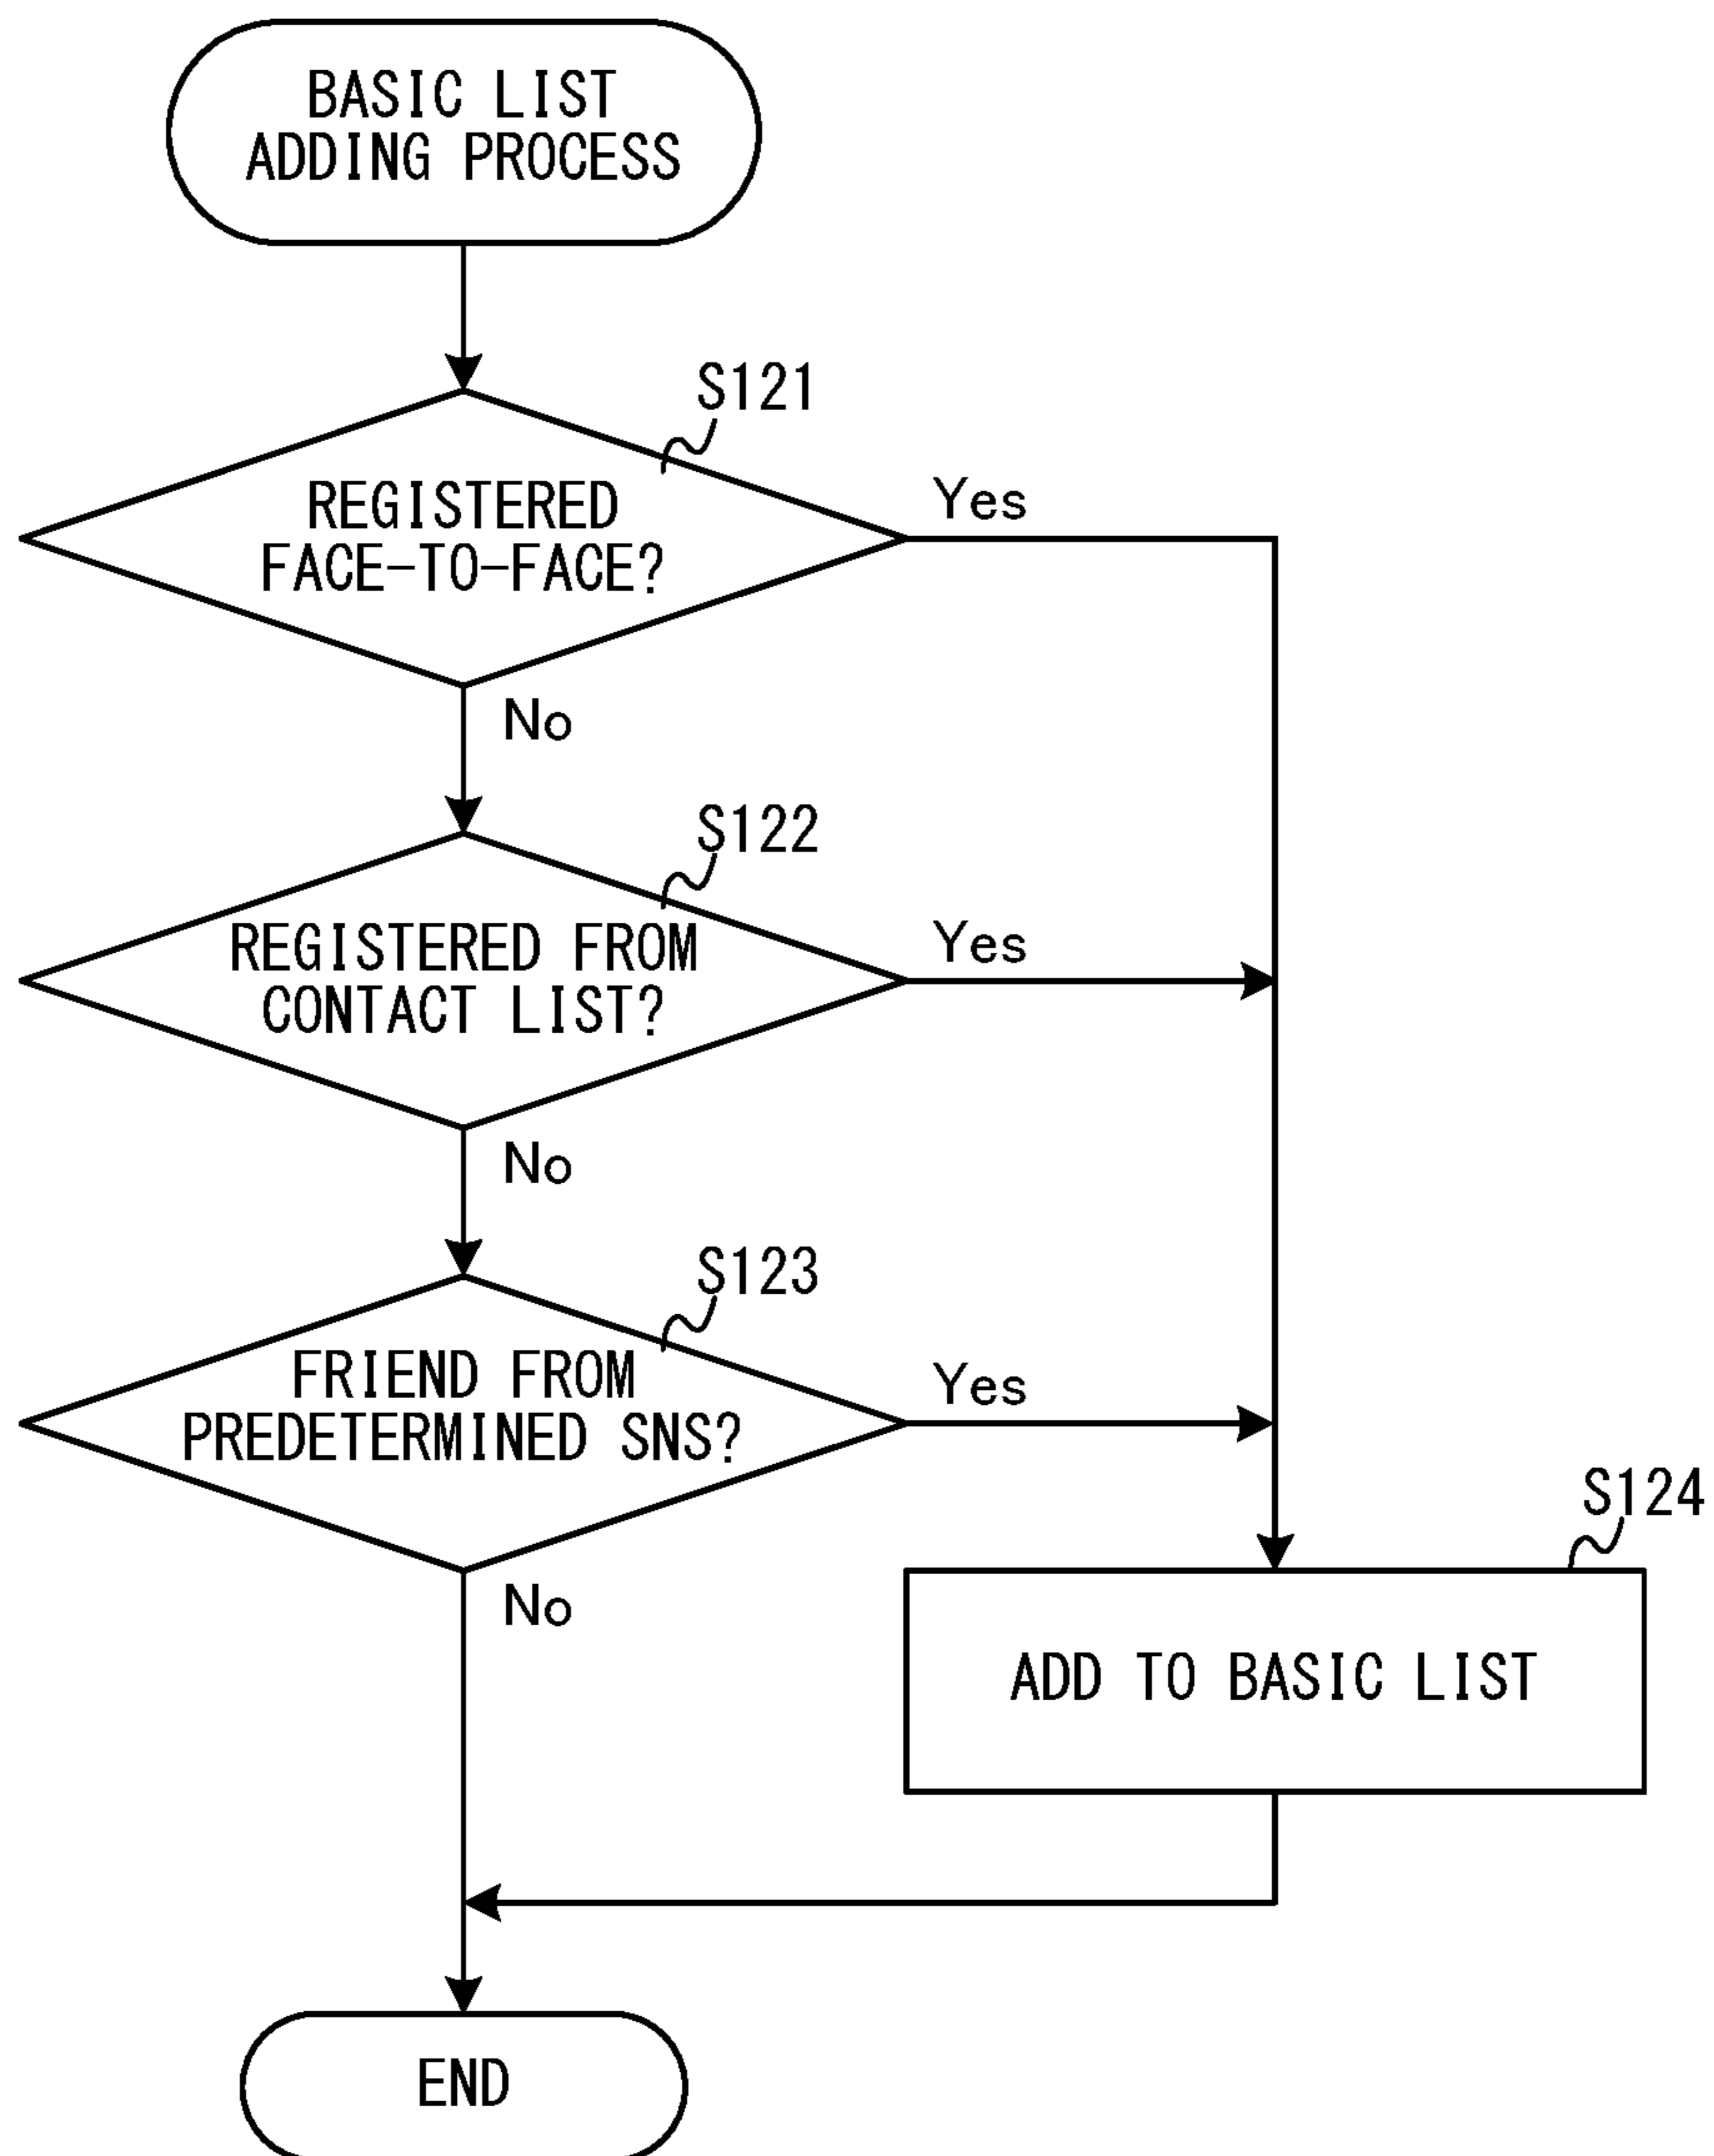 BASIC LIST
ADDING PROCESS
S121
REGISTERED
FACE-TO-FACE?
Yes
No
S122
REGISTERED FROM
CONTACT LIST?
Yes
No
S123
FRIEND FROM
PREDETERMINED SNS?
Yes
No
S124
ADD TO BASIC LIST
END